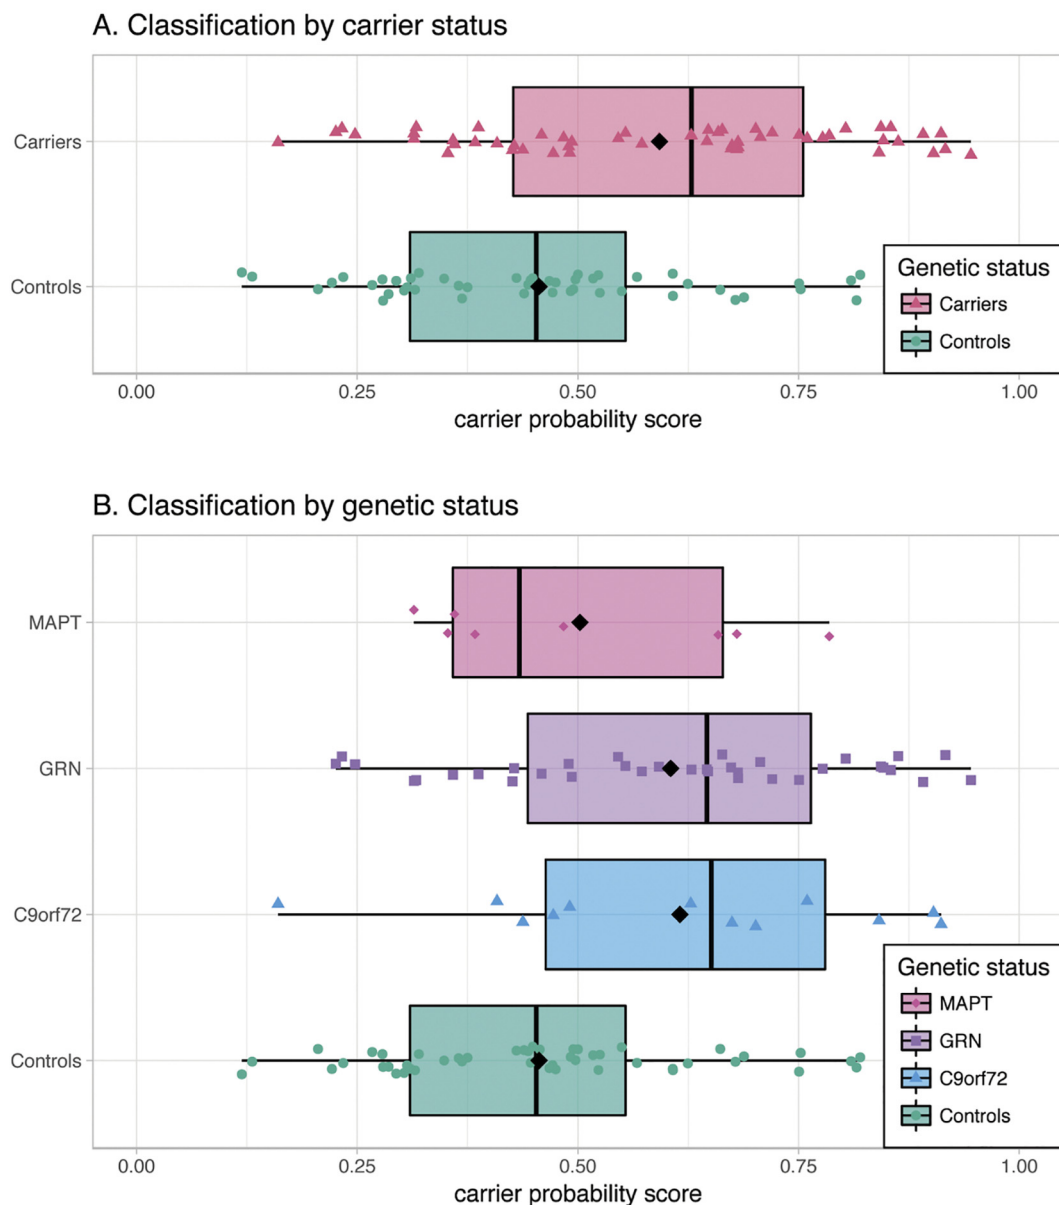 A. Classification by carrier status
Carriers
Controls
Genetic status
Carriers
Controls
0.00 0.25 0.50 0.75 1.00
carrier probability score
B. Classification by genetic status
MAPT
GRN
C9orf72
Controls
Genetic status
MAPT
GRN
C9orf72
Controls
0.00 0.25 0.50 0.75 1.00
carrier probability score